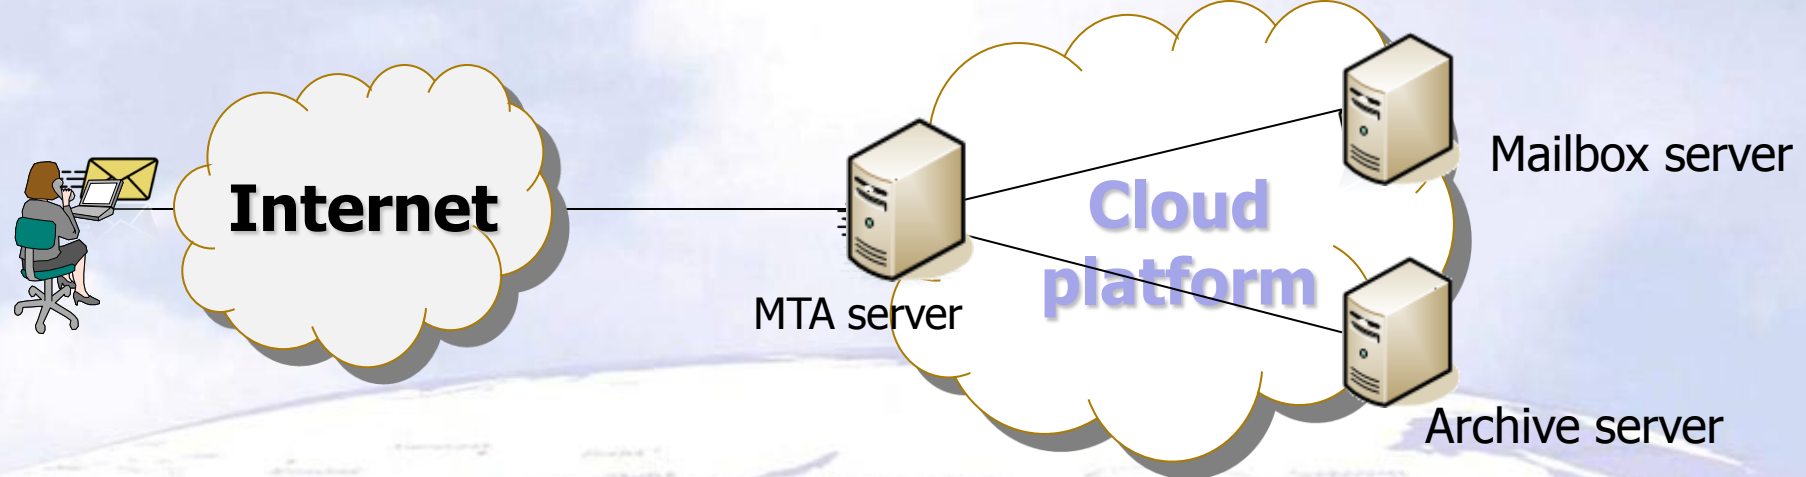 Internet
MTA server
Cloud
platform
Mailbox server
Archive server